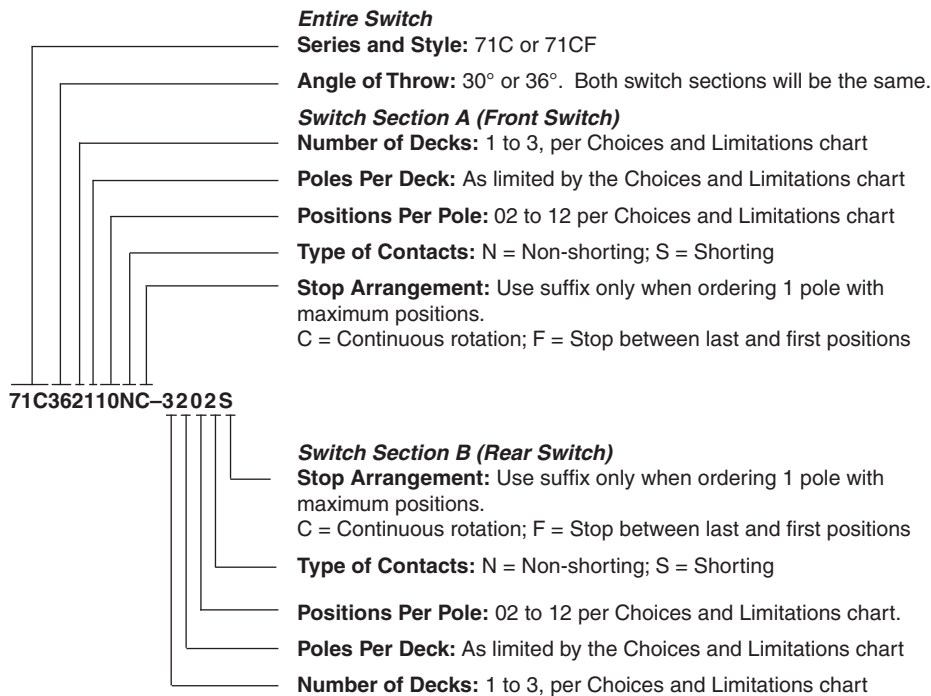 Entire Switch
Series and Style: 71C or 71CF
Angle of Throw: 30° or 36°. Both switch sections will be the same.
Switch Section A (Front Switch)
Number of Decks: 1 to 3, per Choices and Limitations chart
Poles Per Deck: As limited by the Choices and Limitations chart
Positions Per Pole: 02 to 12 per Choices and Limitations chart
Type of Contacts: N = Non-shorting; S = Shorting
Stop Arrangement: Use suffix only when ordering 1 pole with
maximum positions.
C = Continuous rotation; F = Stop between last and first positions
71C362110NC–3202S
Switch Section B (Rear Switch)
Stop Arrangement: Use suffix only when ordering 1 pole with
maximum positions.
C = Continuous rotation; F = Stop between last and first positions
Type of Contacts: N = Non-shorting; S = Shorting
Positions Per Pole: 02 to 12 per Choices and Limitations chart.
Poles Per Deck: As limited by the Choices and Limitations chart
Number of Decks: 1 to 3, per Choices and Limitations chart